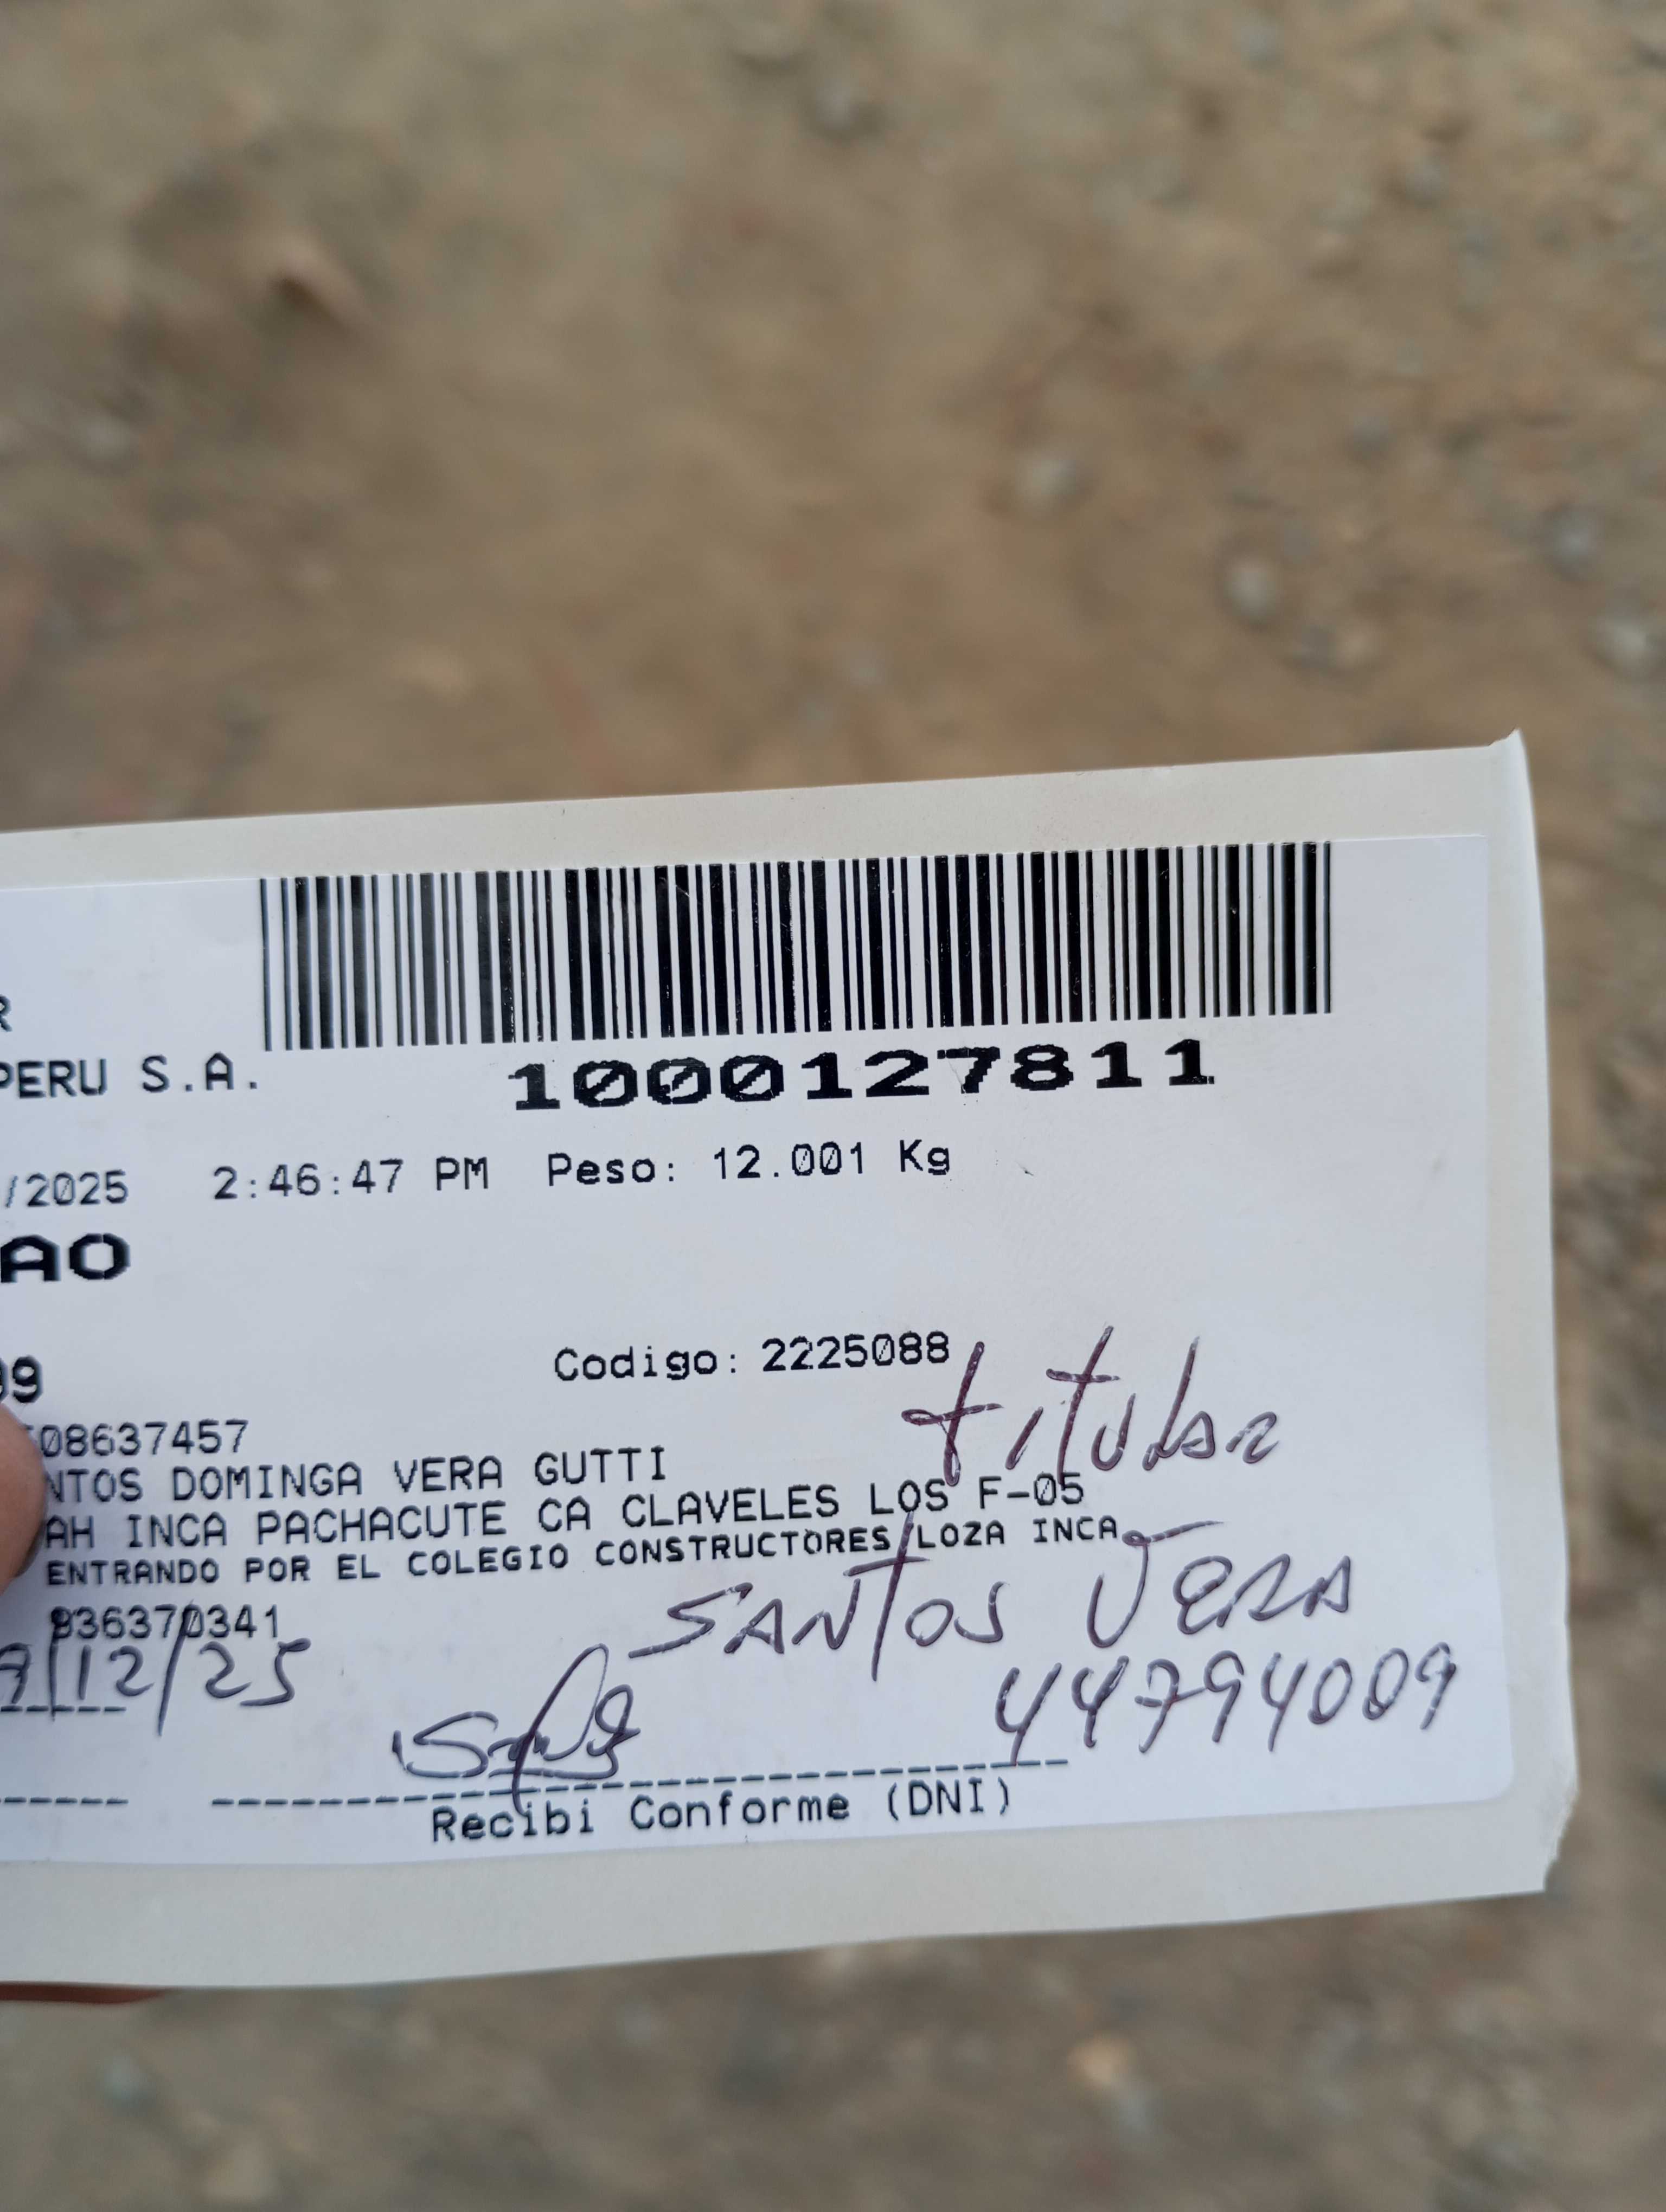 R
PERU S.A.
1000127811
/2025 2:46:47 PM Peso: 12.001 Kg
AO
Codigo: 2225088
99
titular
08637457
NTOS DOMINGA VERA GUTTI
AH INCA PACHACUTE CA CLAVELES LOS F-05
ENTRANDO POR EL COLEGIO CONSTRUCTORES/LOZA INCA
936370341
SANTOS VERA
9/12/25
44794009
Recibi Conforme (DNI)